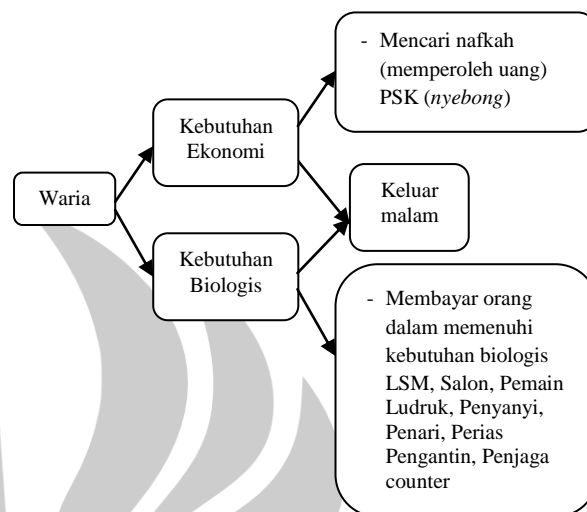 Waria
Kebutuhan
Ekonomi
Kebutuhan
Biologis
- Mencari nafkah
(memperoleh uang)
PSK (nyebong)
Keluar
malam
- Membayar orang
dalam memenuhi
kebutuhan biologis
LSM, Salon, Pemain
Ludruk, Penyanyi,
Penari, Perias
Pengantin, Penjaga
counter